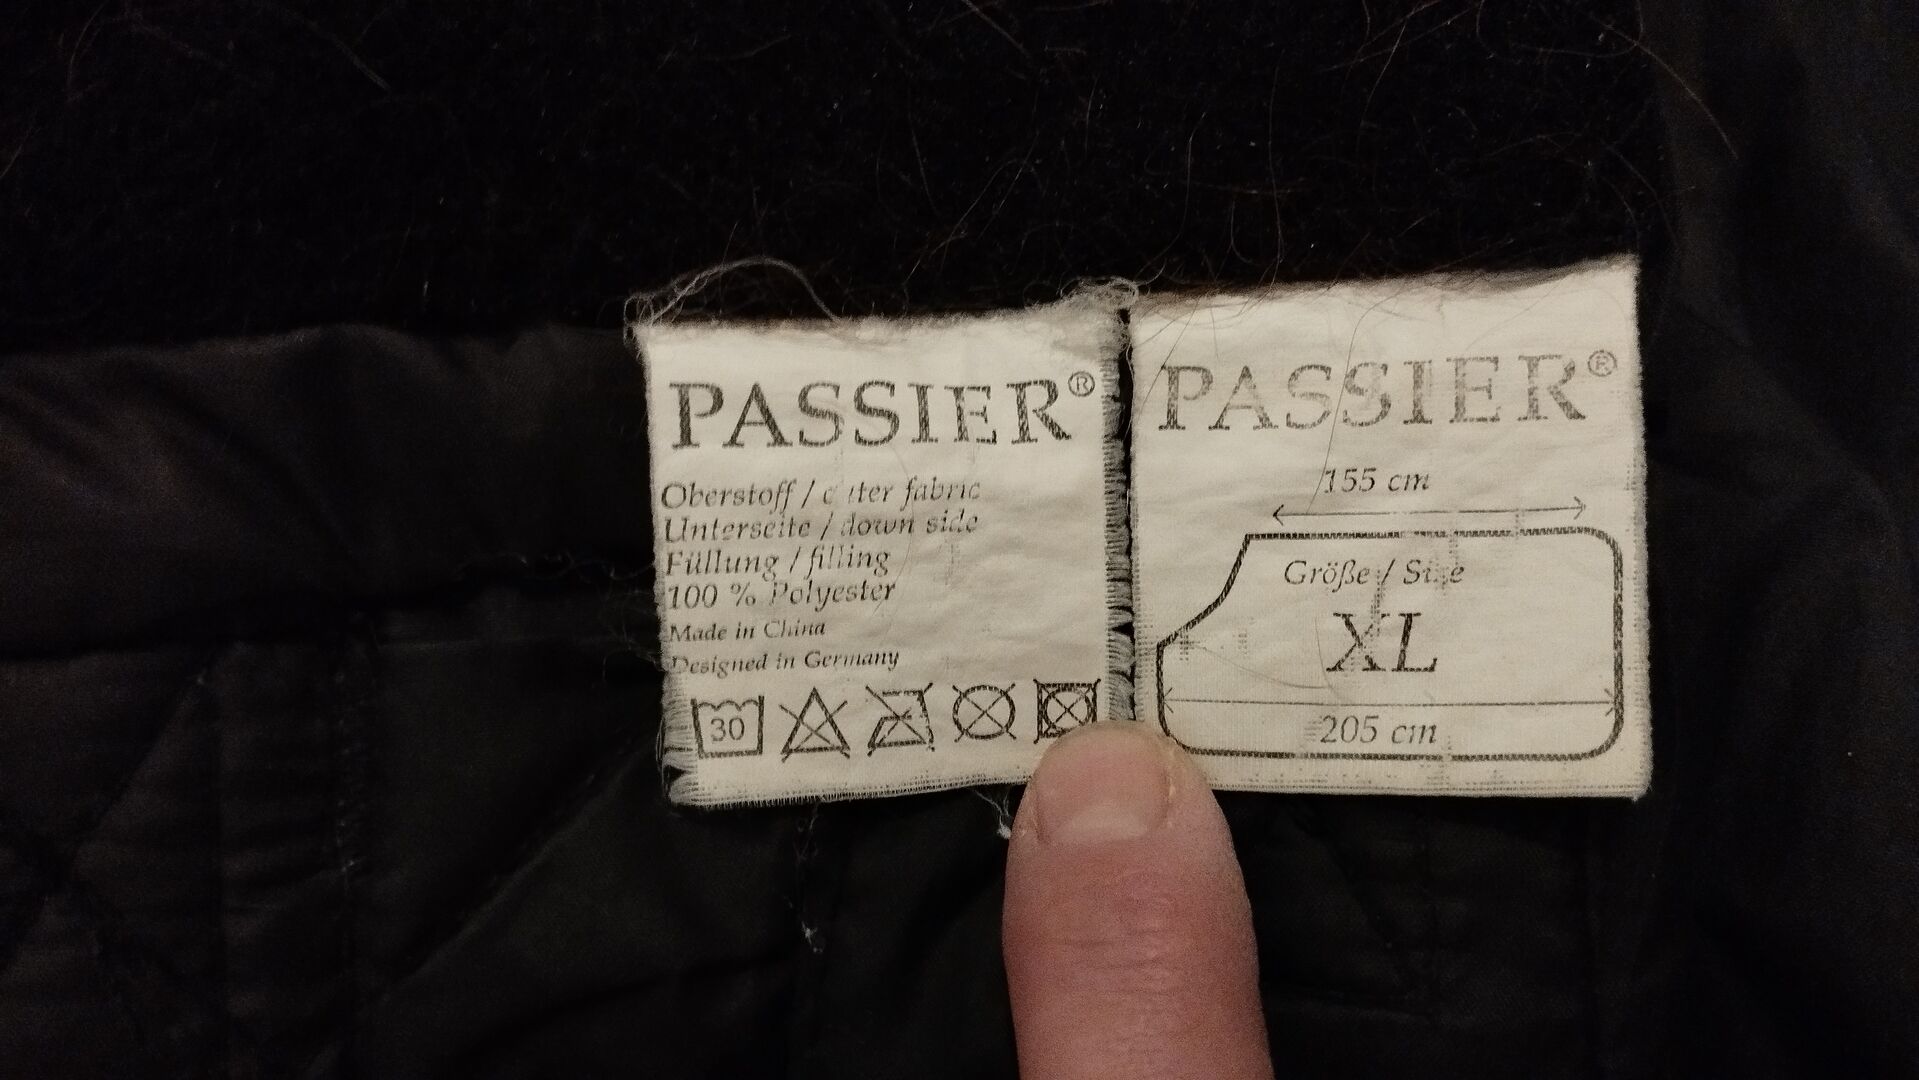 PASSIER®
Oberstoff / outer fabric
Unterseite / down side
Füllung / filling
100 % Polyester
Made in China
Designed in Germany
30
PASSIER®
155 cm
Größe / Size
XL
205 cm